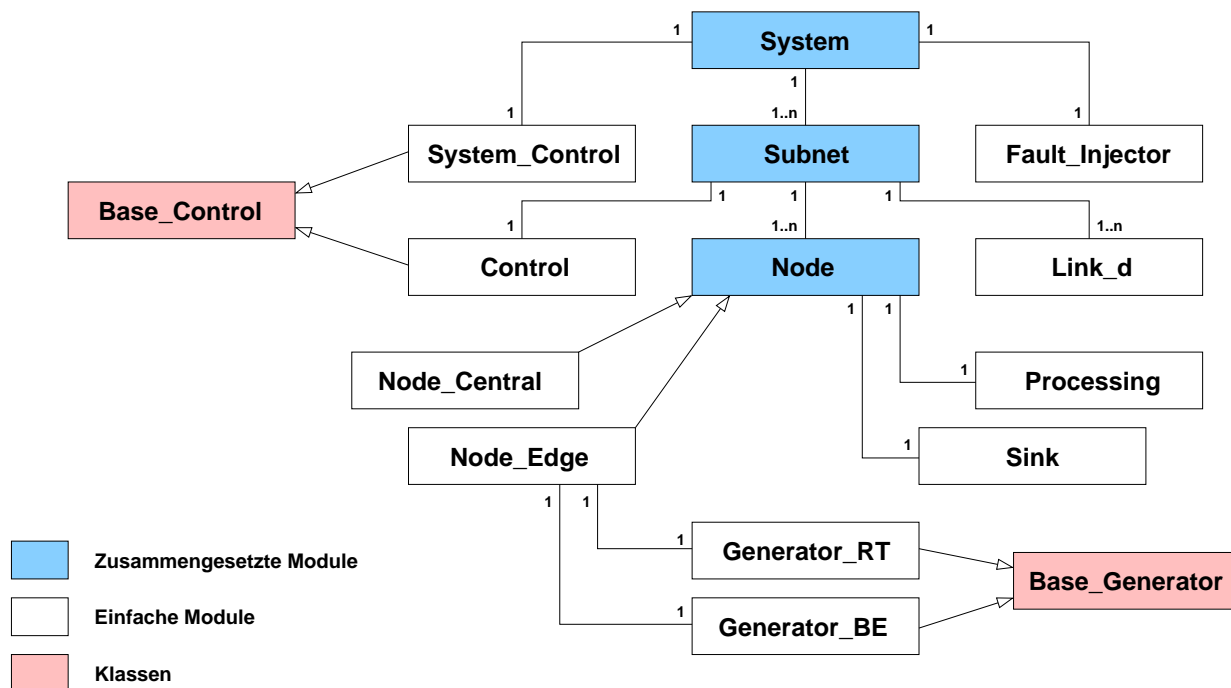 System
1
1
1
1
1..n
1
1
System_Control
Subnet
Fault_Injector
Base_Control
1
1
1
1
1..n
1..n
Control
Node
Link_d
1
1
Node_Central
1
Processing
Node_Edge
1
Sink
1
1
1
Generator_RT
Zusammengesetzte Module
Base_Generator
1
Einfache Module
Generator_BE
Klassen